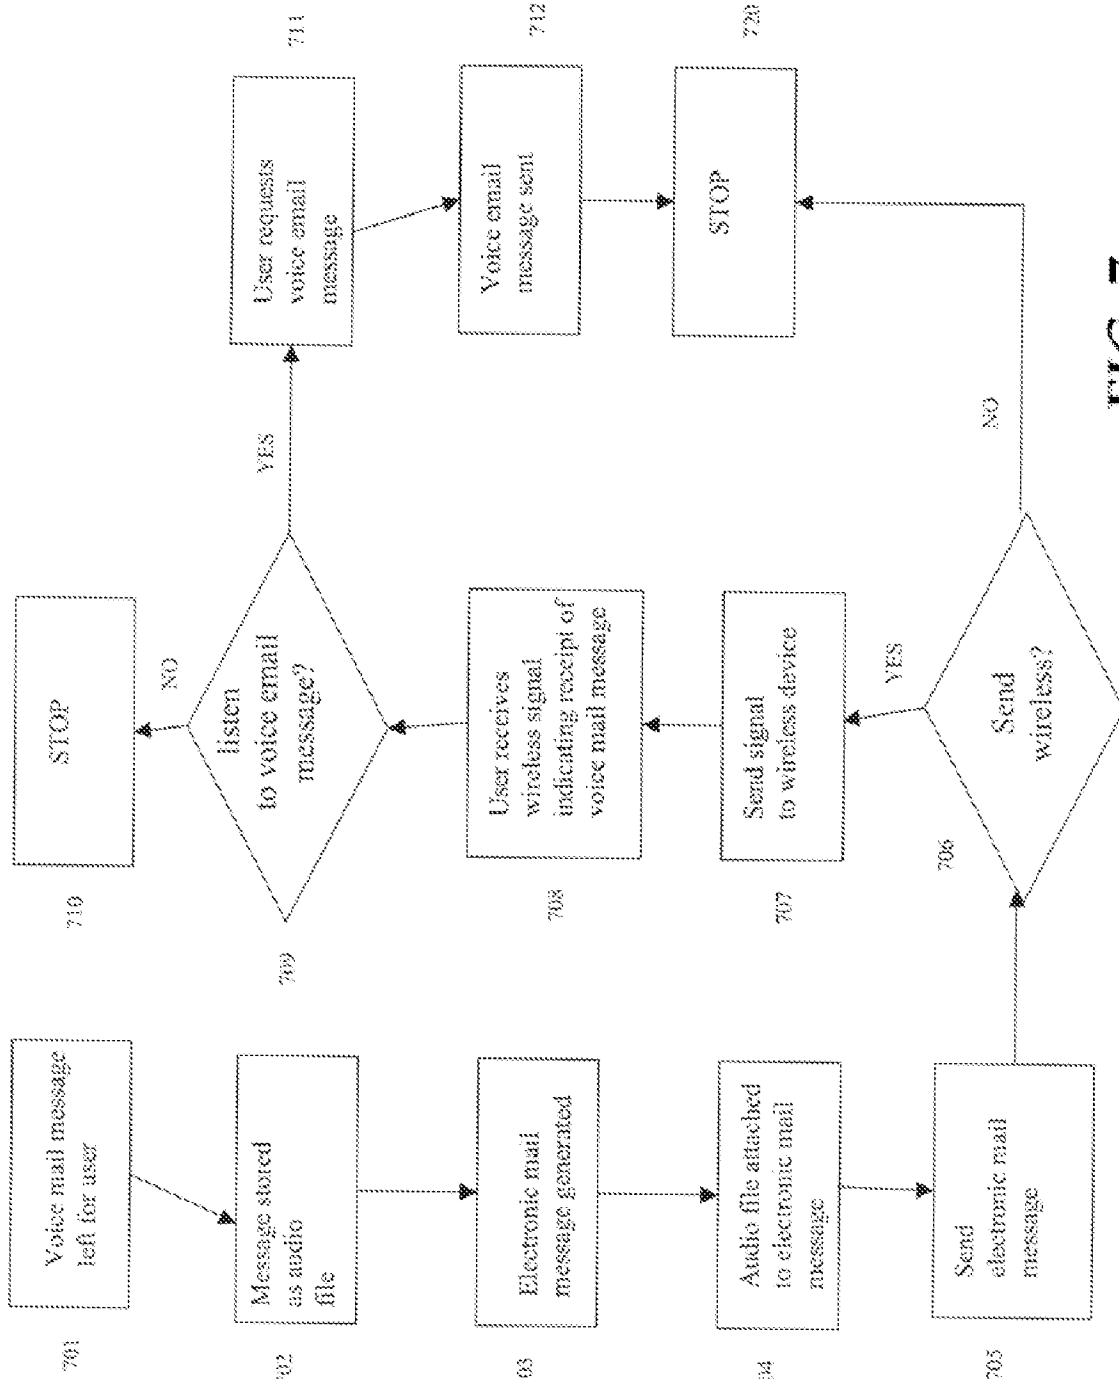 701
Voice mail message
left for user
02
Message stored
as audio
file
03
Electronic mail
message generated
04
Audio file attached
to electronic mail
message
705
Send
electronic mail
message
706
Send
wireless?
YES
NO
707
Send signal
to wireless device
708
User receives
wireless signal
indicating receipt of
voice mail message
709
listen
to voice email
message?
NO
YES
710
STOP
711
User requests
voice email
message
712
Voice email
message sent
720
STOP